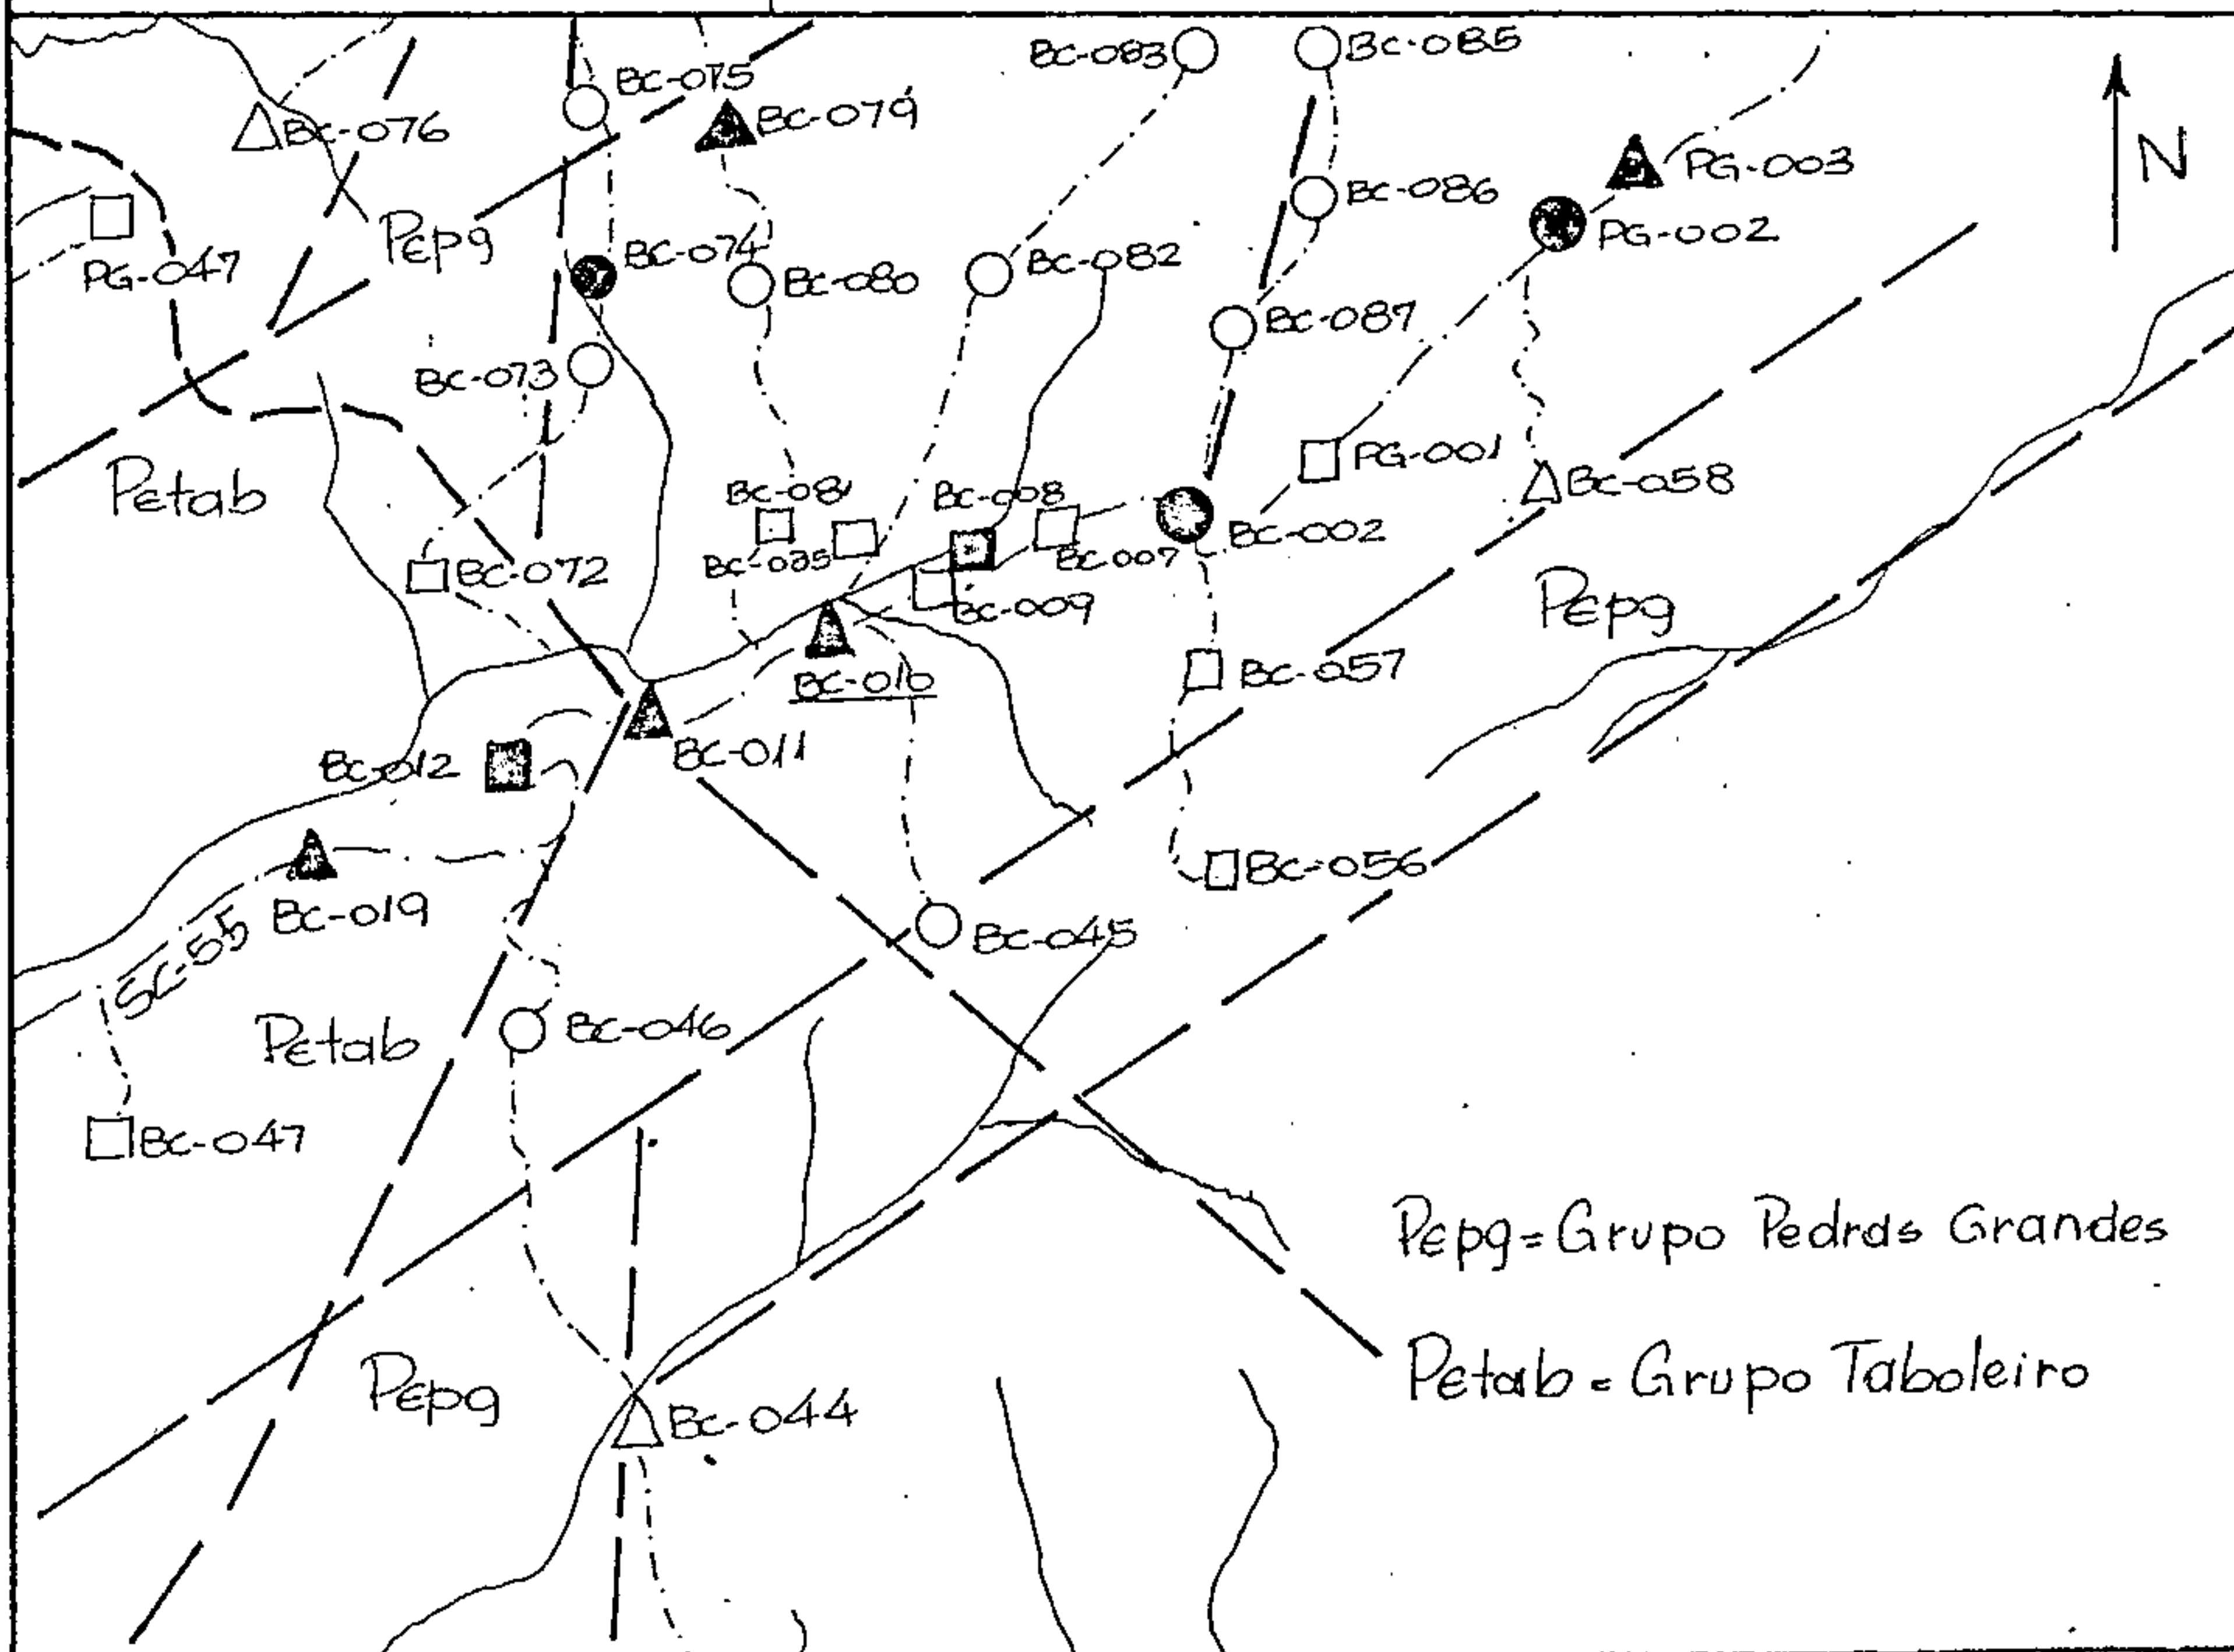 BC-083
BC-085
BC-075
BC-079
BC-076
PG-003
N
BC-086
PG-002
PEPg
PG-047
BC-074
BC-080
BC-082
BC-087
BC-073
PG-001
Petab
BC-081
BC-008
BC-058
BC-002
BC-035
BC-007
BC-072
BC-009
PEPg
BC-010
BC-057
BC-011
BC-012
BC-056
BC-019
BC-045
SC-55
Petab
BC-046
BC-047
PEpg=Grupo Pedras Grandes
Petab=Grupo Taboleiro
PEpg
BC-044